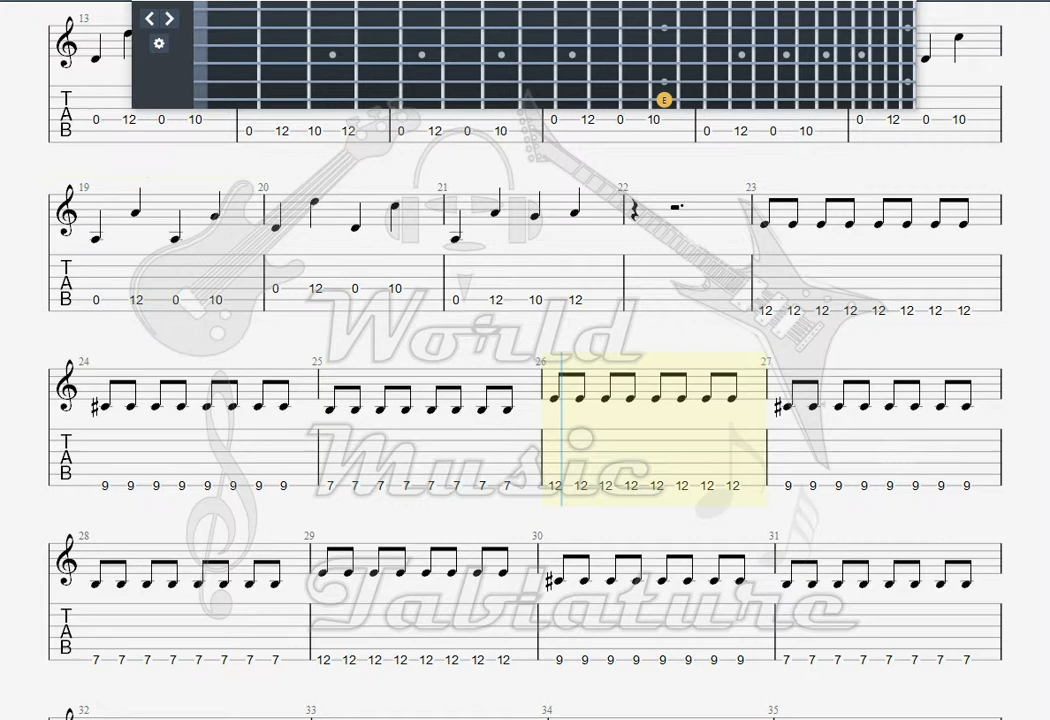 13
E
T A B
0 12 0 10 0 12 10 12 0 12 0 10 0 12 0 10 0 12 0 10 0 12 0 10
19 20 21 22 23
T A B
0 12 0 10 0 12 0 10 0 12 10 12 12 12 12 12 12 12 12 12
World
24 25 26 27
Music
T A B
9 9 9 9 9 9 9 9 7 7 7 7 7 7 7 7 12 12 12 12 12 12 12 12 9 9 9 9 9 9 9 9
28 29 30 31
Tablature
T A B
7 7 7 7 7 7 7 7 12 12 12 12 12 12 12 12 9 9 9 9 9 9 9 9 7 7 7 7 7 7 7 7
32 33 34 35